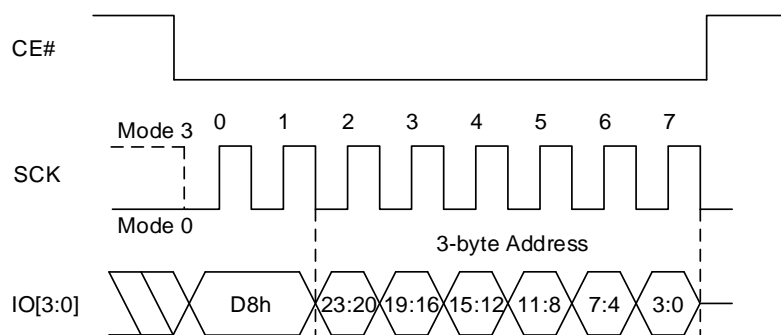 CE#
0 1 2 3 4 5 6 7
Mode 3
SCK
Mode 0
3-byte Address
IO[3:0] D8h 23:20 19:16 15:12 11:8 7:4 3:0